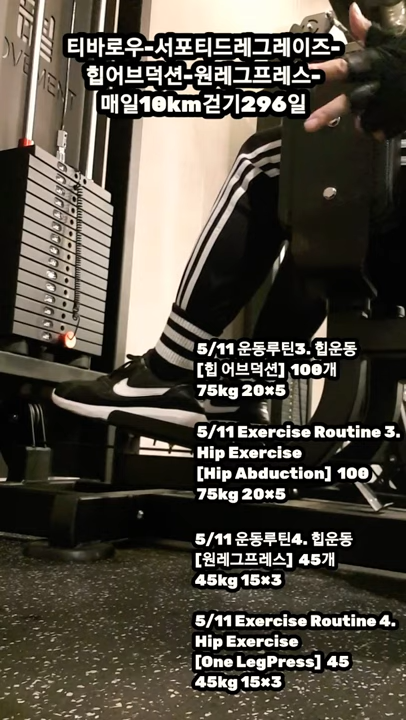 티바로우-서포티드레그레이즈-
힙어브덕션-원레그프레스-
매일10km걷기296일
5/11 운동루틴3. 힙운동
[힙 어브덕션] 100개
75kg 20×5
5/11 Exercise Routine 3.
Hip Exercise
[Hip Abduction] 100
75kg 20×5
5/11 운동루틴4. 힙운동
[원레그프레스] 45개
45kg 15×3
5/11 Exercise Routine 4.
Hip Exercise
[One LegPress] 45
45kg 15×3